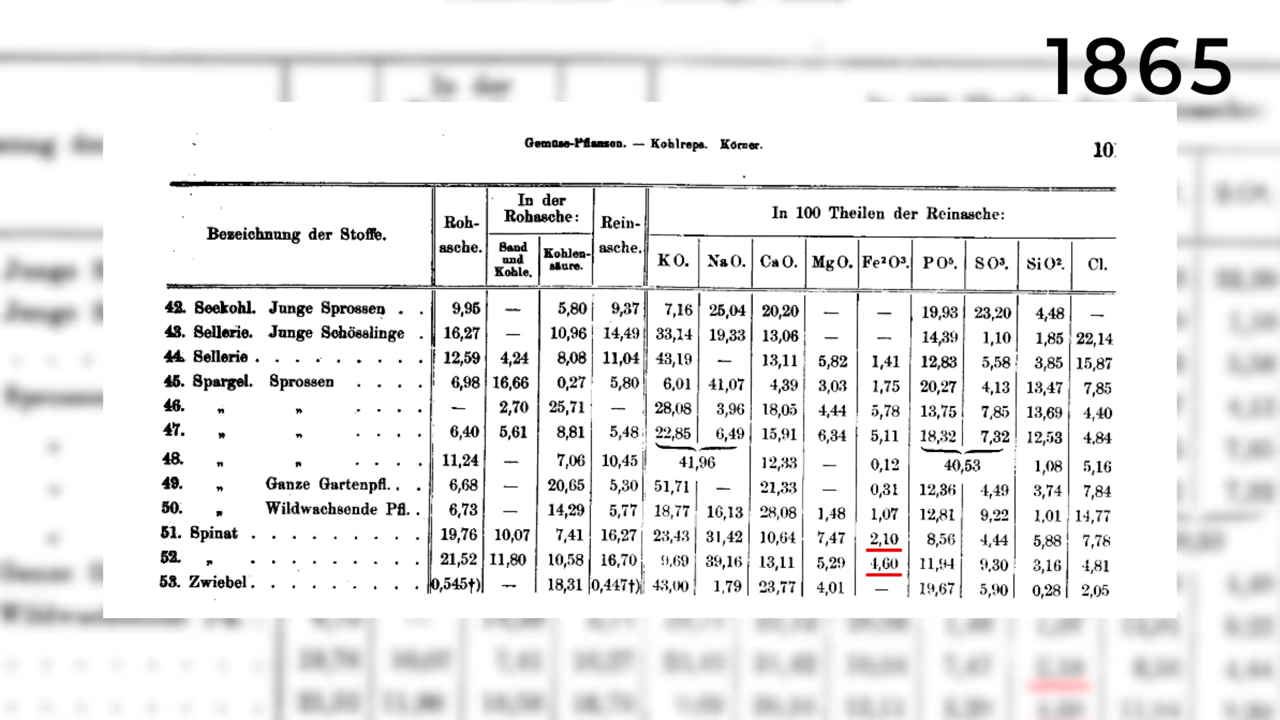 1865
Gemüse-Pflanzen. — Kohlreps. Körner.
10
Bezeichnung der Stoffe. Roh-asche. In der Rohasche: Rein-asche. In 100 Theilen der Reinasche:
Sand und Kohle. Kohlen-säure. KO. NaO. CaO. MgO. Fe²O³. PO⁵. SO³. SiO². Cl.
42. Seekohl. Junge Sprossen . . 9,95 — 5,80 9,37 7,16 25,04 20,20 — — 19,93 23,20 4,48 —
43. Sellerie. Junge Schösslinge . 16,27 — 10,96 14,49 33,14 19,33 13,06 — — 14,39 1,10 1,85 22,14
44. Sellerie . . . . . . . . 12,59 4,24 8,08 11,04 43,19 — 13,11 5,82 1,41 12,83 5,58 3,85 15,87
45. Spargel. Sprossen . . . . 6,98 16,66 0,27 5,80 6,01 41,07 4,39 3,03 1,75 20,27 4,13 13,47 7,85
46. „ „ . . . . — 2,70 25,71 — 28,08 3,96 18,05 4,44 5,78 13,75 7,85 13,69 4,40
47. „ „ . . . . 6,40 5,61 8,81 5,48 22,85 6,49 15,91 6,34 5,11 18,32 7,32 12,53 4,84
48. „ „ . . . . 11,24 — 7,06 10,45 41,96 12,33 — 0,12 40,53 1,08 5,16
49. „ Ganze Gartenpfl. . . 6,68 — 20,65 5,30 51,71 — 21,33 — 0,31 12,36 4,49 3,74 7,84
50. „ Wildwachsende Pfl. . 6,73 — 14,29 5,77 18,77 16,13 28,08 1,48 1,07 12,81 9,22 1,01 14,77
51. Spinat . . . . . . . . 19,76 10,07 7,41 16,27 23,43 31,42 10,64 7,47 2,10 8,56 4,44 5,88 7,78
52. „ . . . . . . . . 21,52 11,80 10,58 16,70 9,69 39,16 13,11 5,29 4,60 11,94 9,30 3,16 4,81
53. Zwiebel . . . . . . . . 0,545†) — 18,31 0,447†) 43,00 1,79 23,77 4,01 — 19,67 5,90 0,28 2,05